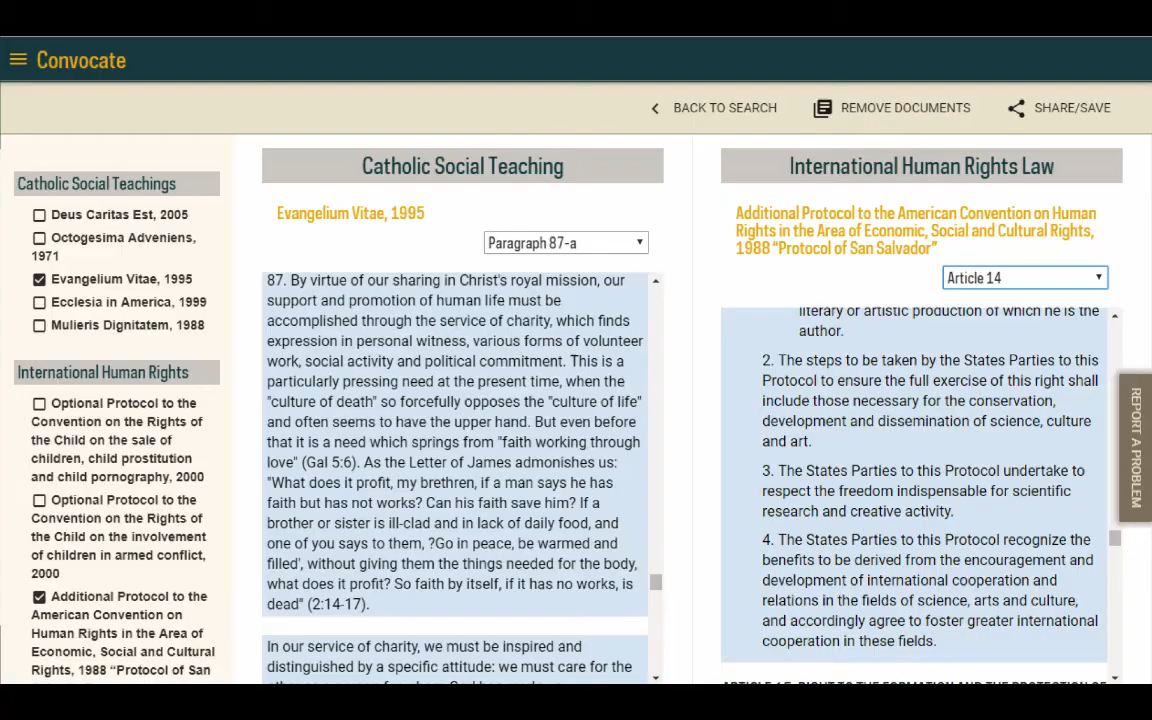 Convocate
BACK TO SEARCH
REMOVE DOCUMENTS
SHARE/SAVE
Catholic Social Teachings
Deus Caritas Est, 2005
Octogesima Adveniens,
1971
Evangelium Vitae, 1995
Ecclesia in America, 1999
Mulieris Dignitatem, 1988
International Human Rights
Optional Protocol to the
Convention on the Rights of
the Child on the sale of
children, child prostitution
and child pornography, 2000
Optional Protocol to the
Convention on the Rights of
the Child on the involvement
of children in armed conflict,
2000
Additional Protocol to the
American Convention on
Human Rights in the Area of
Economic, Social and Cultural
Rights, 1988 “Protocol of San
Catholic Social Teaching
Evangelium Vitae, 1995
Paragraph 87-a
87. By virtue of our sharing in Christ's royal mission, our
support and promotion of human life must be
accomplished through the service of charity, which finds
expression in personal witness, various forms of volunteer
work, social activity and political commitment. This is a
particularly pressing need at the present time, when the
"culture of death" so forcefully opposes the "culture of life"
and often seems to have the upper hand. But even before
that it is a need which springs from "faith working through
love" (Gal 5:6). As the Letter of James admonishes us:
"What does it profit, my brethren, if a man says he has
faith but has not works? Can his faith save him? If a
brother or sister is ill-clad and in lack of daily food, and
one of you says to them, ?Go in peace, be warmed and
filled', without giving them the things needed for the body,
what does it profit? So faith by itself, if it has no works, is
dead" (2:14-17).
In our service of charity, we must be inspired and
distinguished by a specific attitude: we must care for the
International Human Rights Law
Additional Protocol to the American Convention on Human
Rights in the Area of Economic, Social and Cultural Rights,
1988 “Protocol of San Salvador”
Article 14
literary or artistic production of which he is the
author.
2. The steps to be taken by the States Parties to this
Protocol to ensure the full exercise of this right shall
include those necessary for the conservation,
development and dissemination of science, culture
and art.
3. The States Parties to this Protocol undertake to
respect the freedom indispensable for scientific
research and creative activity.
4. The States Parties to this Protocol recognize the
benefits to be derived from the encouragement and
development of international cooperation and
relations in the fields of science, arts and culture,
and accordingly agree to foster greater international
cooperation in these fields.
ARTICLE 15. RIGHT TO THE FORMATION AND THE PROTECTION OF
REPORT A PROBLEM